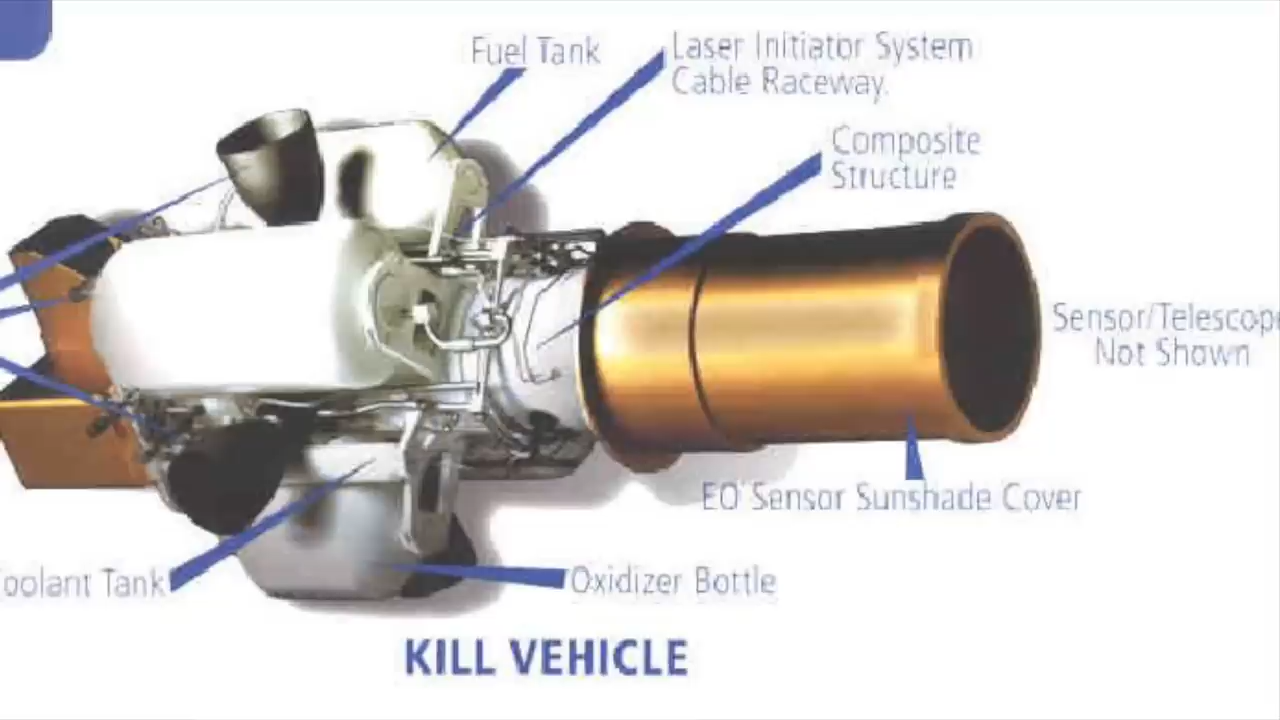 Fuel Tank
Laser Initiator System
Cable Raceway
Composite
Structure
Sensor/Telescop
Not Shown
EO Sensor Sunshade Cover
oolant Tank
Oxidizer Bottle
KILL VEHICLE